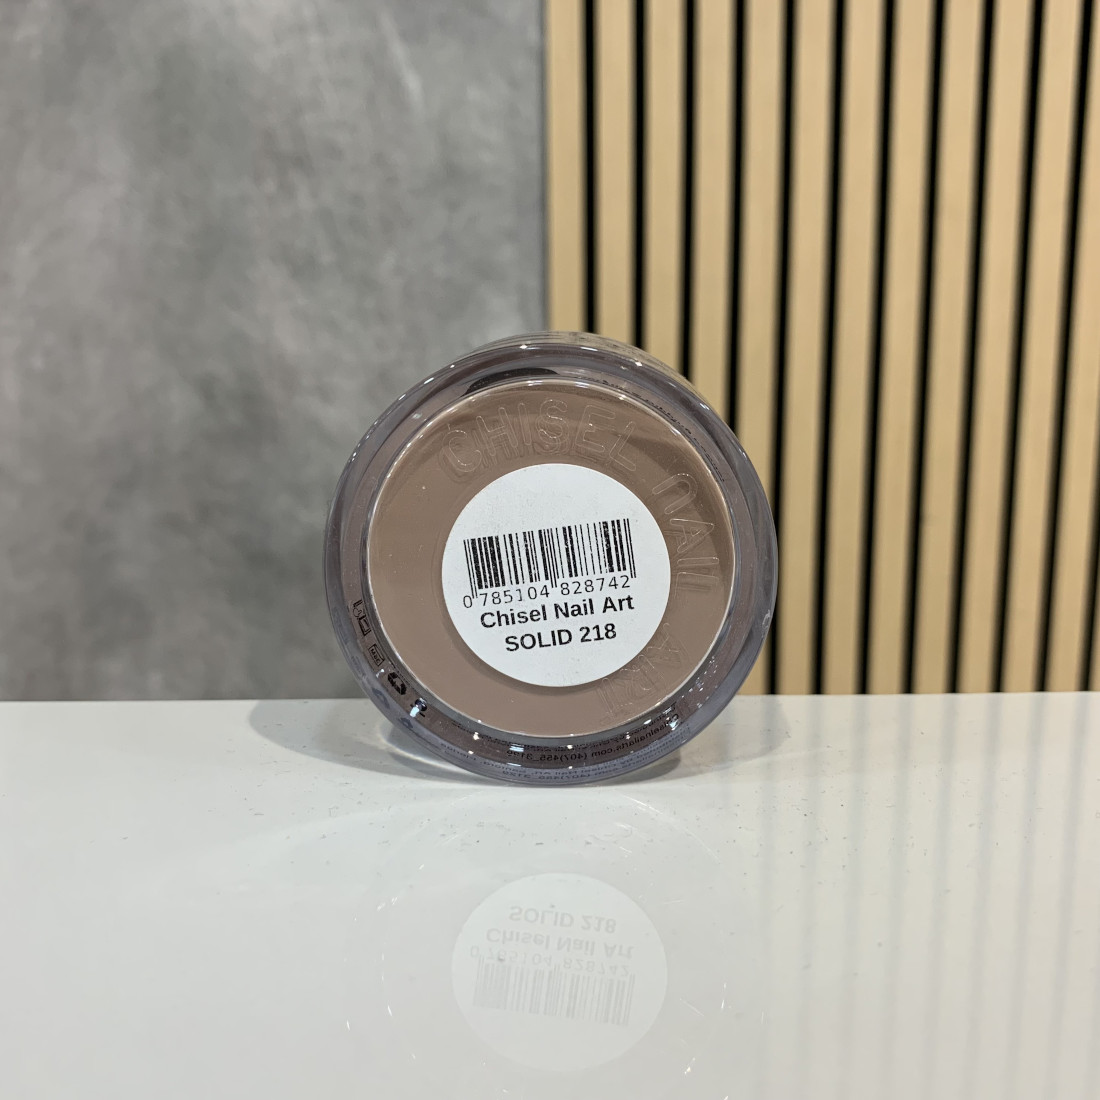 CHISEL nAIL ART
0 785104 828742
Chisel Nail Art
SOLID 218